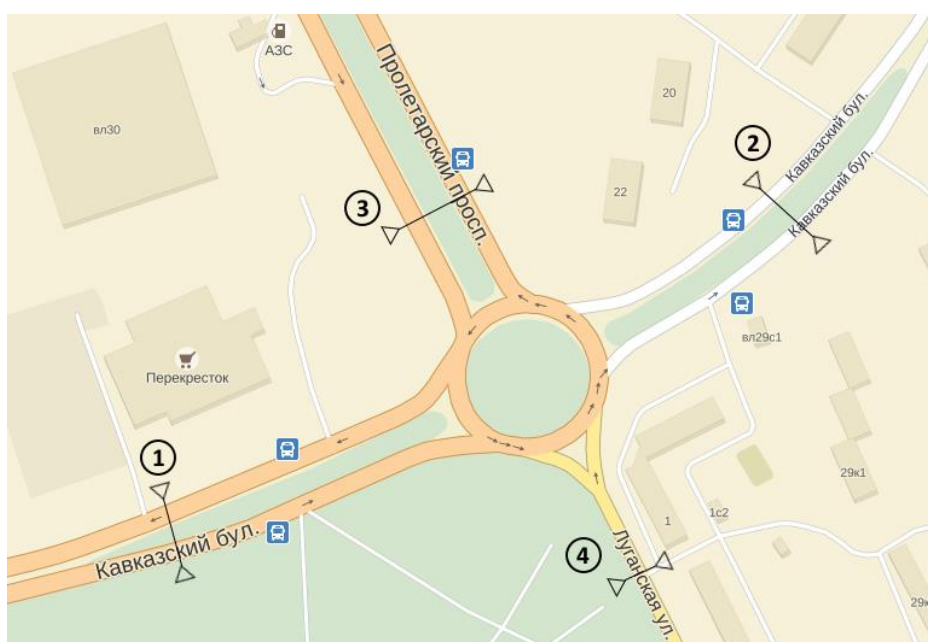 АЗС
Пролетарский просп.
вл30
20
22
2
Кавказский бул.
Кавказский бул.
3
вл29с1
Перекресток
1
29к1
1с2
1
Кавказский бул.
4
Луганская ул.